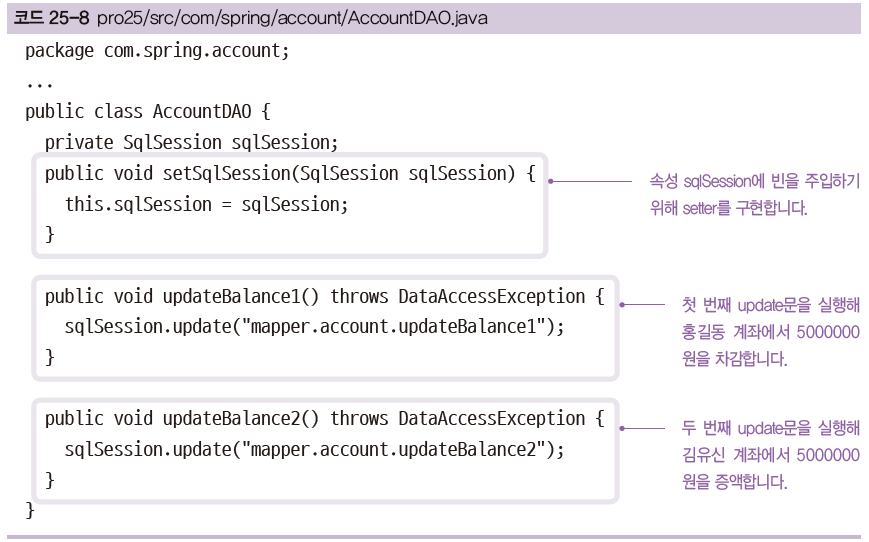 코드 25-8 pro25/src/com/spring/account/AccountDAO.java
package com.spring.account;
...
public class AccountDAO {
private SqlSession sqlSession;
public void setSqlSession(SqlSession sqlSession) {
this.sqlSession = sqlSession;
}
속성 sqlSession에 빈을 주입하기
위해 setter를 구현합니다.
public void updateBalance1() throws DataAccessException {
sqlSession.update("mapper.account.updateBalance1");
}
첫 번째 update문을 실행해
홍길동 계좌에서 5000000
원을 차감합니다.
public void updateBalance2() throws DataAccessException {
sqlSession.update("mapper.account.updateBalance2");
}
두 번째 update문을 실행해
김유신 계좌에서 5000000
원을 증액합니다.
}